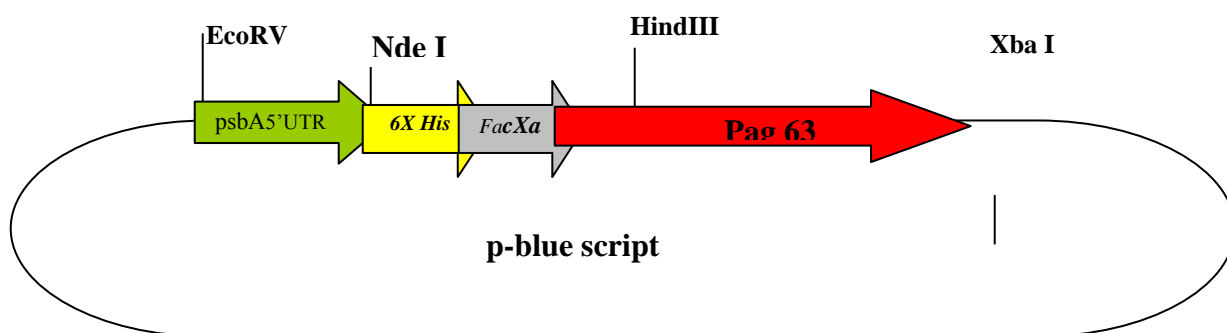 EcoRV
Nde I
HindIII
Xba I
psbA5'UTR
6X His
FacXa
Pag 63
p-blue script